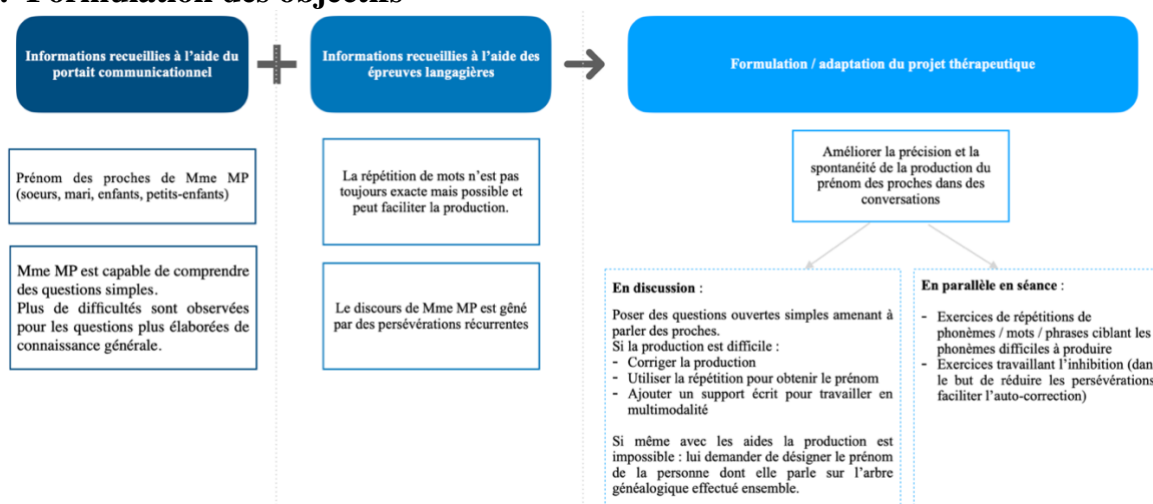 Formulation des objectifs
Informations recueillies à l'aide du
portait communicationnel
Informations recueillies à l'aide des
épreuves langagières
Formulation / adaptation du projet thérapeutique
Prénom des proches de Mme MP
(soeurs, mari, enfants, petits-enfants)
Mme MP est capable de comprendre
des questions simples.
Plus de difficultés sont observées
pour les questions plus élaborées de
connaissance générale.
La répétition de mots n'est pas
toujours exacte mais possible et
peut faciliter la production.
Le discours de Mme MP est gêné
par des persévérations récurrentes
Améliorer la précision et la
spontanéité de la production du
prénom des proches dans des
conversations
En discussion :
Poser des questions ouvertes simples amenant à
parler des proches.
Si la production est difficile :
- Corriger la production
- Utiliser la répétition pour obtenir le prénom
- Ajouter un support écrit pour travailler en
multimodalité
Si même avec les aides la production est
impossible : lui demander de désigner le prénom
de la personne dont elle parle sur l'arbre
généalogique effectué ensemble.
En parallèle en séance :
- Exercices de répétitions de
phonèmes / mots / phrases ciblant les
phonèmes difficiles à produire
- Exercices travaillant l'inhibition (dan
le but de réduire les persévérations
faciliter l'auto-correction)